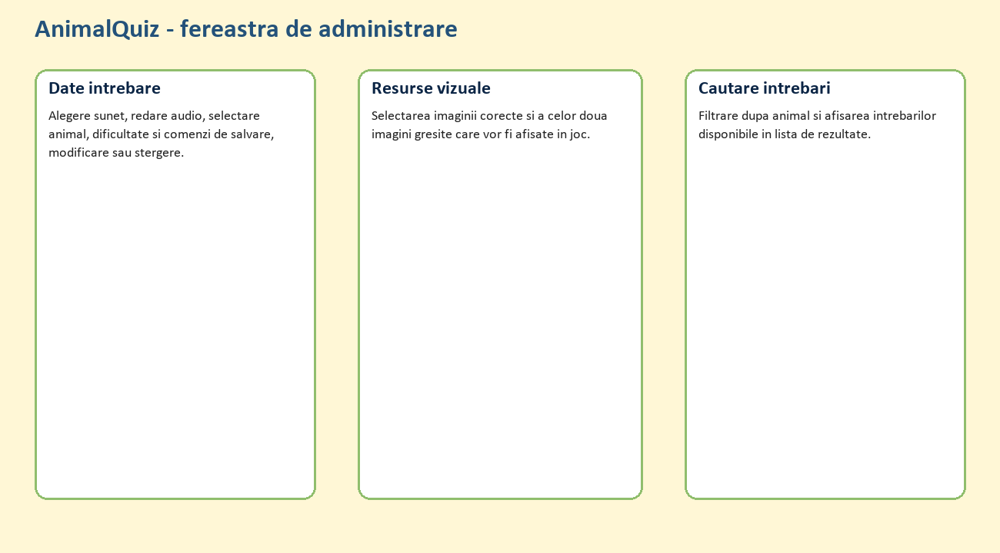 AnimalQuiz - fereastra de administrare
Date intrebare
Alegere sunet, redare audio, selectare
animal, dificultate si comenzi de salvare,
modificare sau stergere.
Resurse vizuale
Selectarea imaginii corecte si a celor doua
imagini gresite care vor fi afisate in joc.
Cautare intrebari
Filtrare dupa animal si afisarea intrebarilor
disponibile in lista de rezultate.